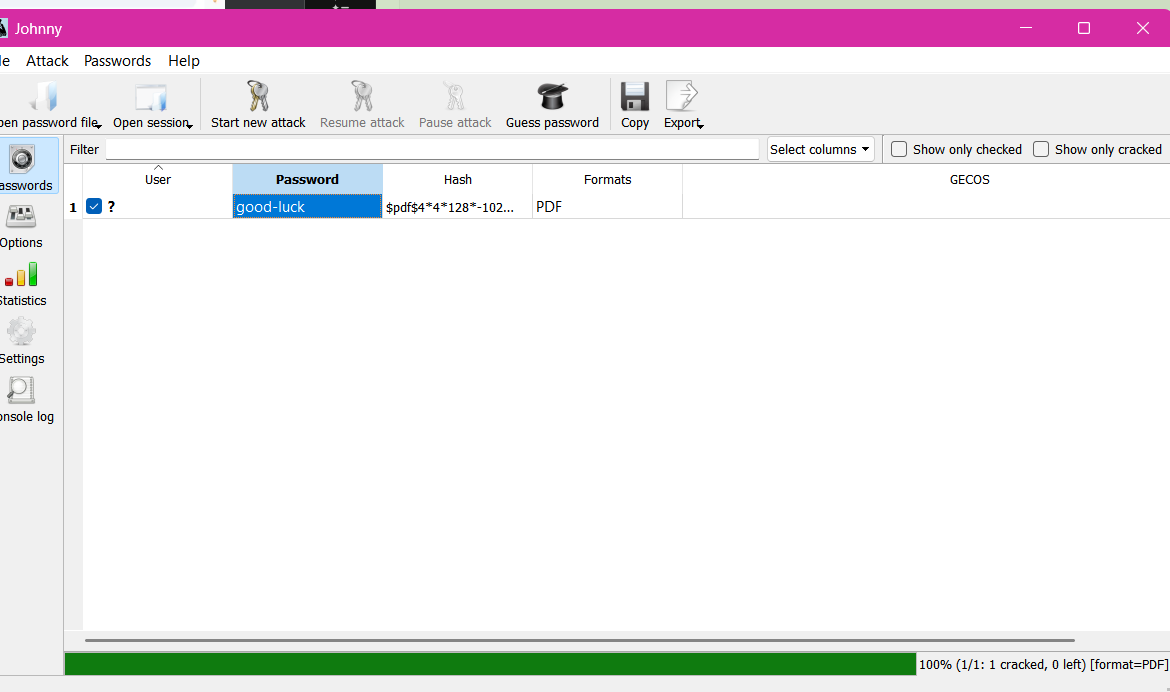 Johnny
le Attack Passwords Help
pen password file Open session Start new attack Resume attack Pause attack Guess password Copy Export
Filter Select columns Show only checked Show only cracked
asswords
User Password Hash Formats GECOS
1 ? good-luck $pdf$4*4*128*-102... PDF
Options
Statistics
Settings
onsole log
100% (1/1: 1 cracked, 0 left) [format=PDF]